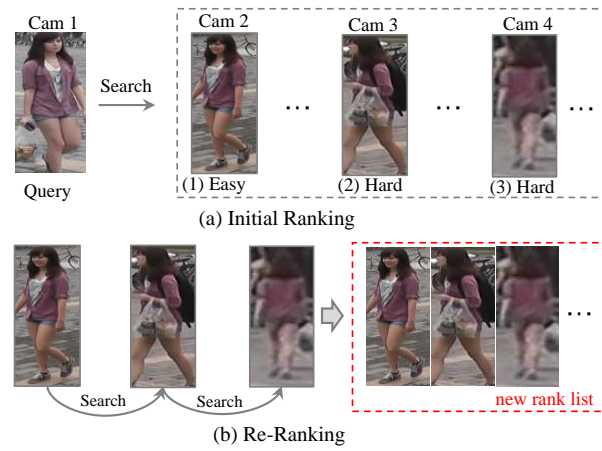 Cam 1 Cam 2 Cam 3 Cam 4
Search
...
...
...
Query (1) Easy (2) Hard (3) Hard
(a) Initial Ranking
...
Search Search new rank list
(b) Re-Ranking